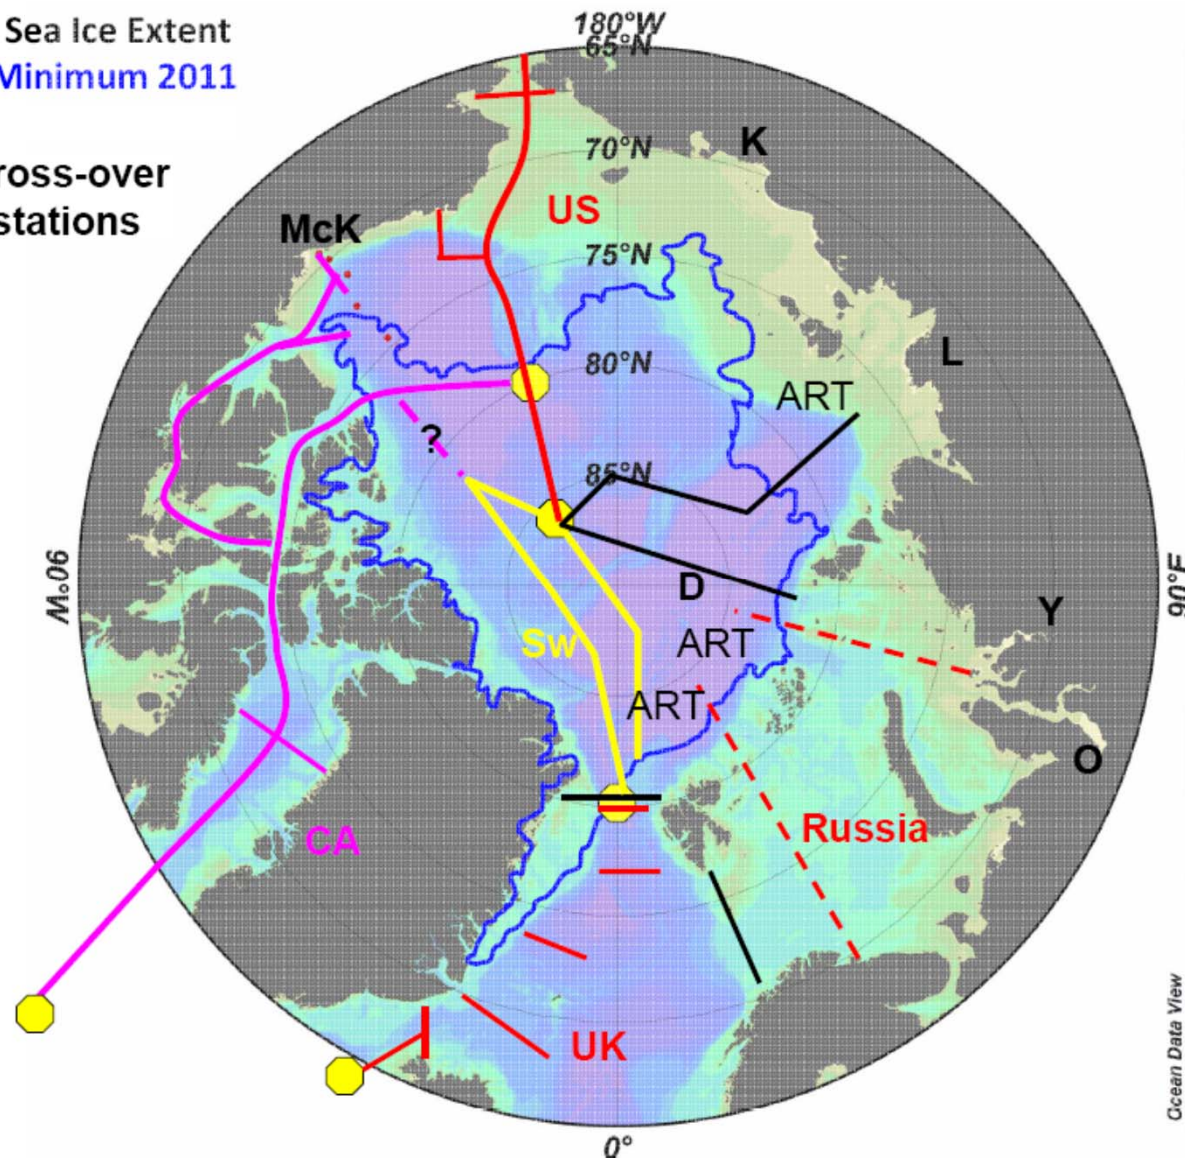 Sea Ice Extent
Minimum 2011
ross-over
stations
180°W
65°N
70°N
K
McK
US
75°N
L
80°N
ART
?
85°N
90°W
90°E
D
Y
Sw
ART
ART
O
CA
Russia
UK
0°
Ocean Data View